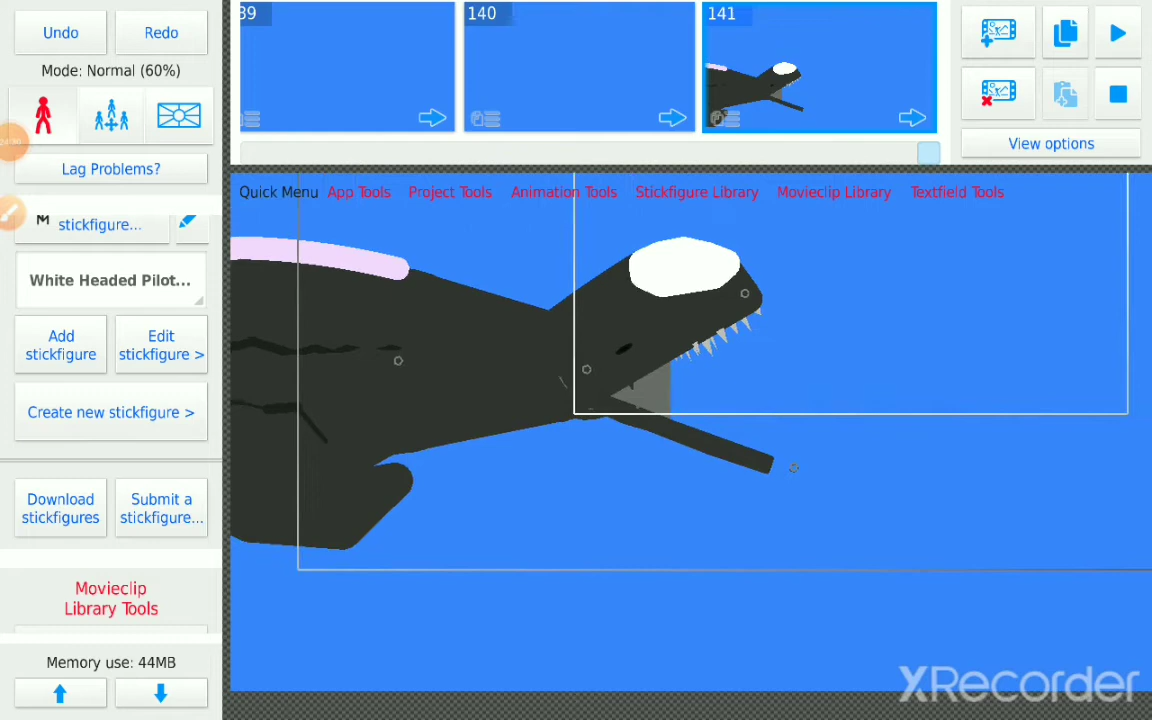 Undo
Redo
Mode: Normal (60%)
Lag Problems?
M
stickfigure...
White Headed Pilot...
Add
stickfigure
Edit
stickfigure >
Create new stickfigure >
Download
stickfigures
Submit a
stickfigure...
Movieclip
Library Tools
Memory use: 44MB
39
140
141
View options
Quick Menu App Tools Project Tools Animation Tools Stickfigure Library Movieclip Library Textfield Tools
XRecorder